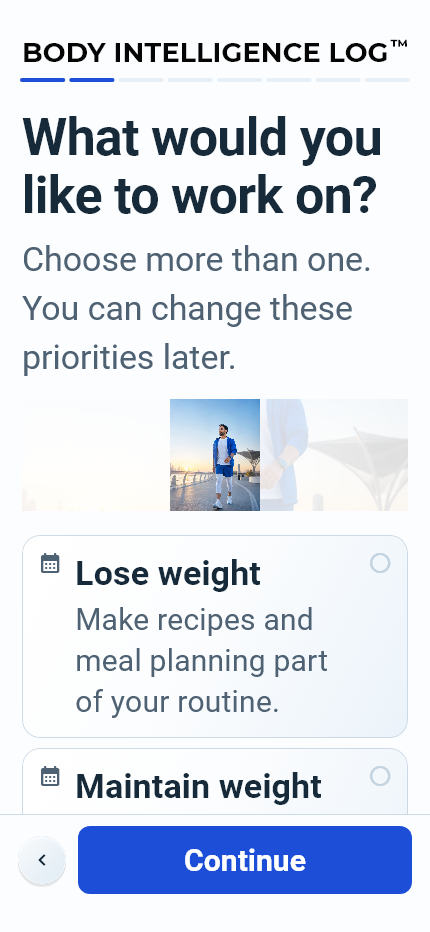 BODY INTELLIGENCE LOG™
What would you
like to work on?
Choose more than one.
You can change these
priorities later.
Lose weight
Make recipes and
meal planning part
of your routine.
Maintain weight
Continue